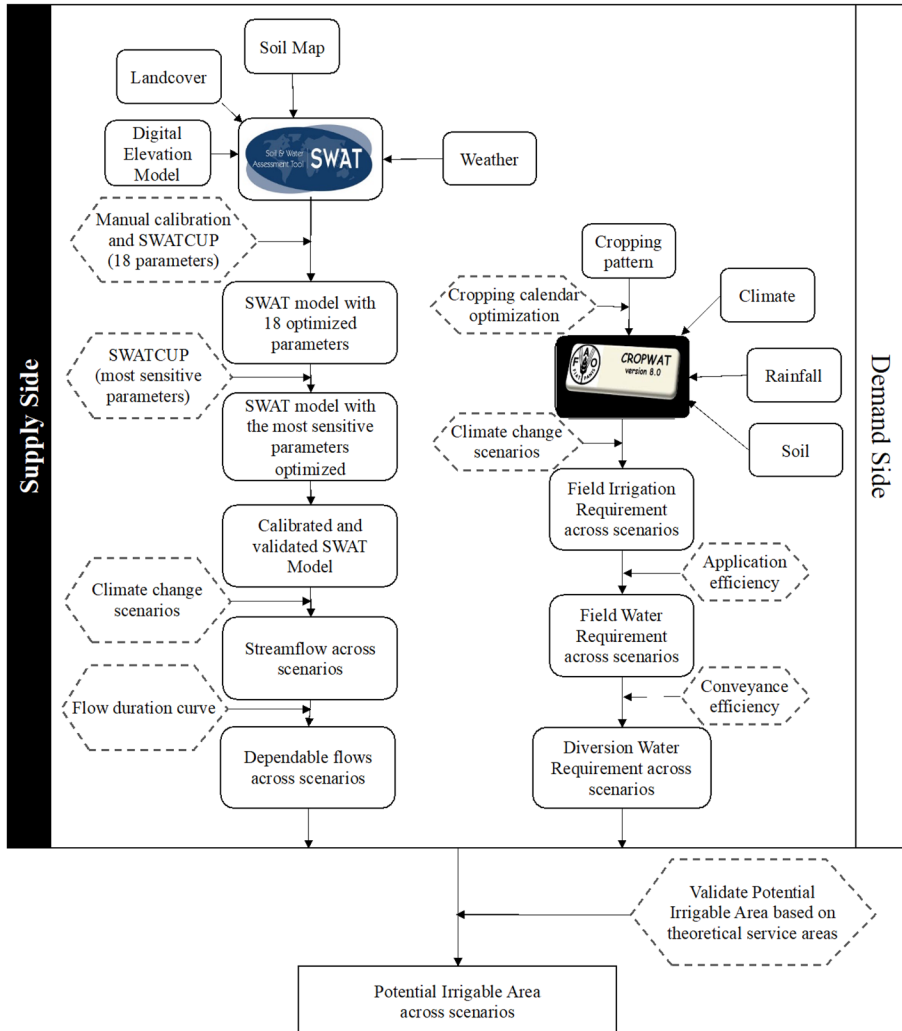 Supply Side
Soil Map
Landcover
Digital
Elevation
Model
Soil & Water
Assessment Tool
SWAT
Weather
Manual calibration
and SWATCUP
(18 parameters)
SWAT model with
18 optimized
parameters
SWATCUP
(most sensitive
parameters)
SWAT model with
the most sensitive
parameters
optimized
Calibrated and
validated SWAT
Model
Climate change
scenarios
Streamflow across
scenarios
Flow duration curve
Dependable flows
across scenarios
Demand Side
Cropping
pattern
Cropping calendar
optimization
Climate
F A O
CROPWAT
version 8.0
Rainfall
Soil
Climate change
scenarios
Field Irrigation
Requirement
across scenarios
Application
efficiency
Field Water
Requirement
across scenarios
Conveyance
efficiency
Diversion Water
Requirement across
scenarios
Validate Potential
Irrigable Area based on
theoretical service areas
Potential Irrigable Area
across scenarios